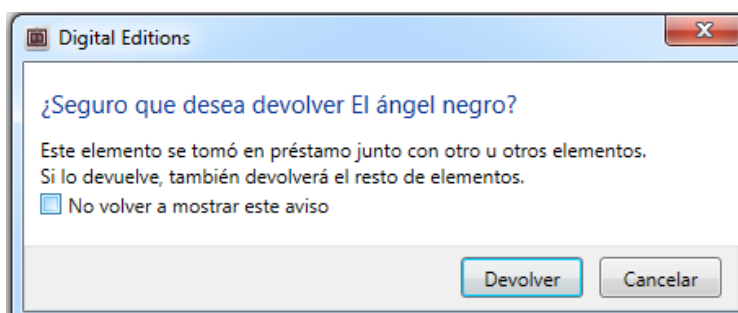 Digital Editions
¿Seguro que desea devolver El ángel negro?
Este elemento se tomó en préstamo junto con otro u otros elementos.
Si lo devuelve, también devolverá el resto de elementos.
No volver a mostrar este aviso
Devolver Cancelar